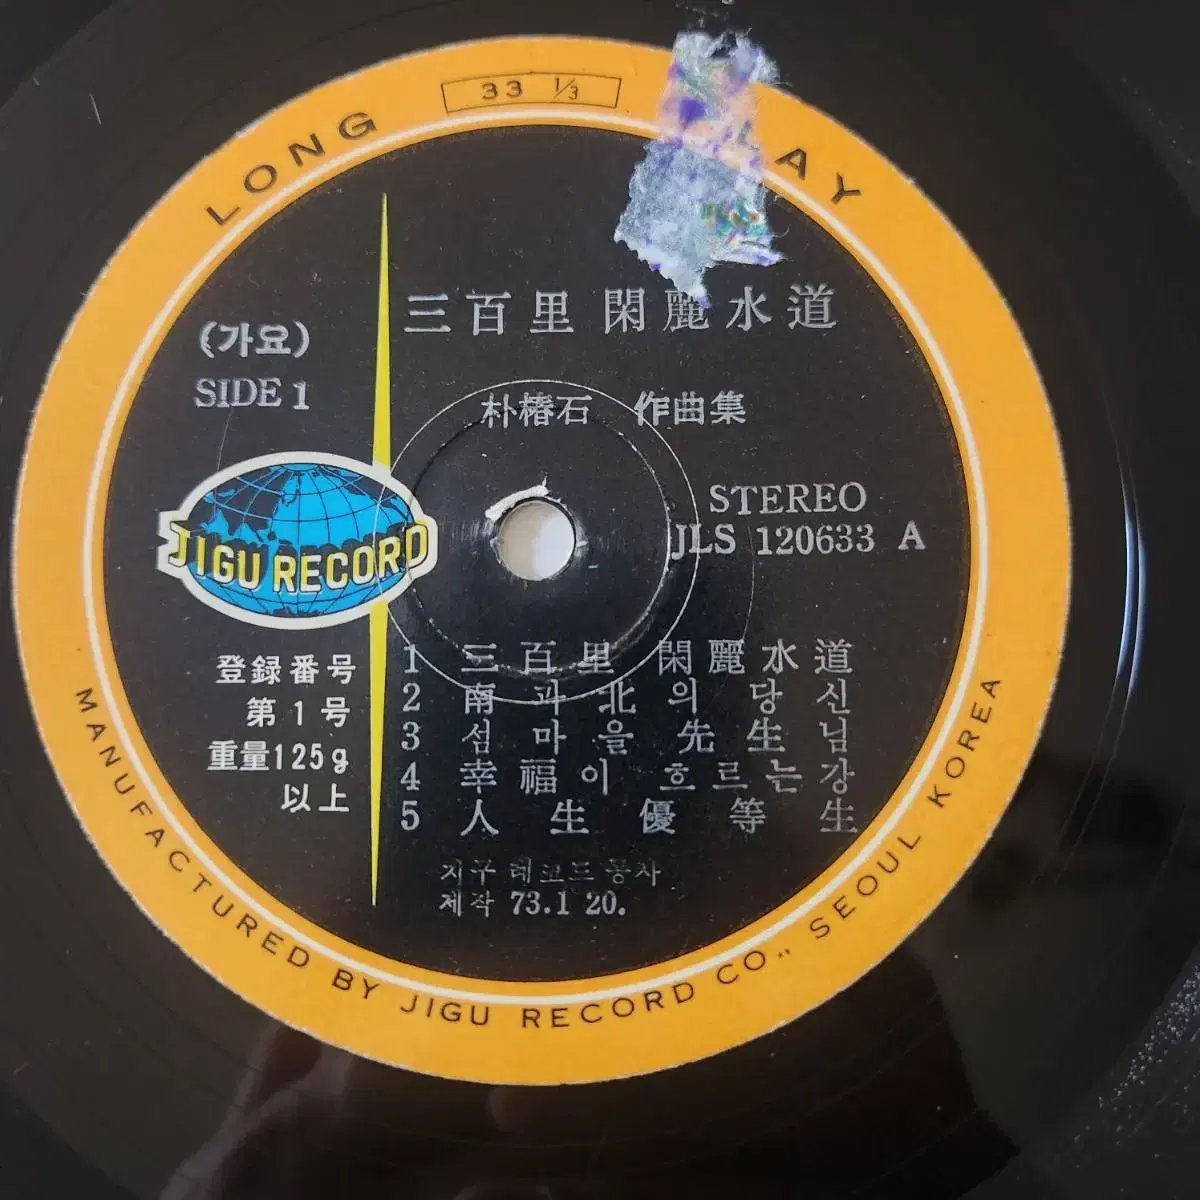 33 1/3
LONG AY
三百里 閑麗水道
(가요)
SIDE 1
朴椿石 作曲集
STEREO
JLS 120633 A
JIGU RECORD
登録番号
第1号
重量125g
以上
1 三百里 閑麗水道
2 南과 北의 당신
3 섬마을 先生님
4 幸福이 흐르는강
5 人生優等生
지구 레코드 공사
제작 73.1 20.
MANUFACTURED BY JIGU RECORD CO., SEOUL KOREA